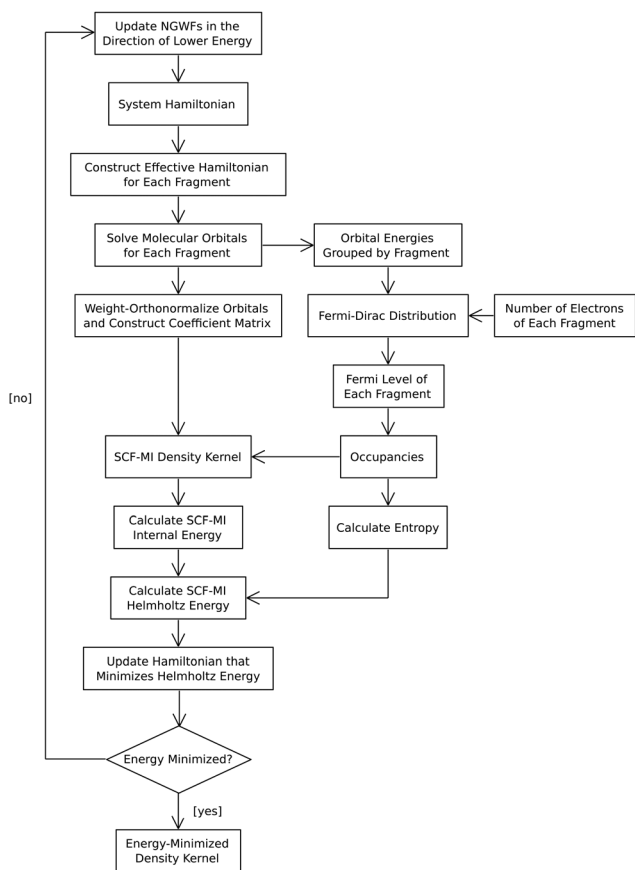 Update NGWFs in the
Direction of Lower Energy
System Hamiltonian
Construct Effective Hamiltonian
for Each Fragment
Solve Molecular Orbitals
for Each Fragment
Orbital Energies
Grouped by Fragment
Weight-Orthonormalize Orbitals
and Construct Coefficient Matrix
Fermi-Dirac Distribution
Number of Electrons
of Each Fragment
Fermi Level of
Each Fragment
[no]
SCF-MI Density Kernel
Occupancies
Calculate SCF-MI
Internal Energy
Calculate Entropy
Calculate SCF-MI
Helmholtz Energy
Update Hamiltonian that
Minimizes Helmholtz Energy
Energy Minimized?
[yes]
Energy-Minimized
Density Kernel